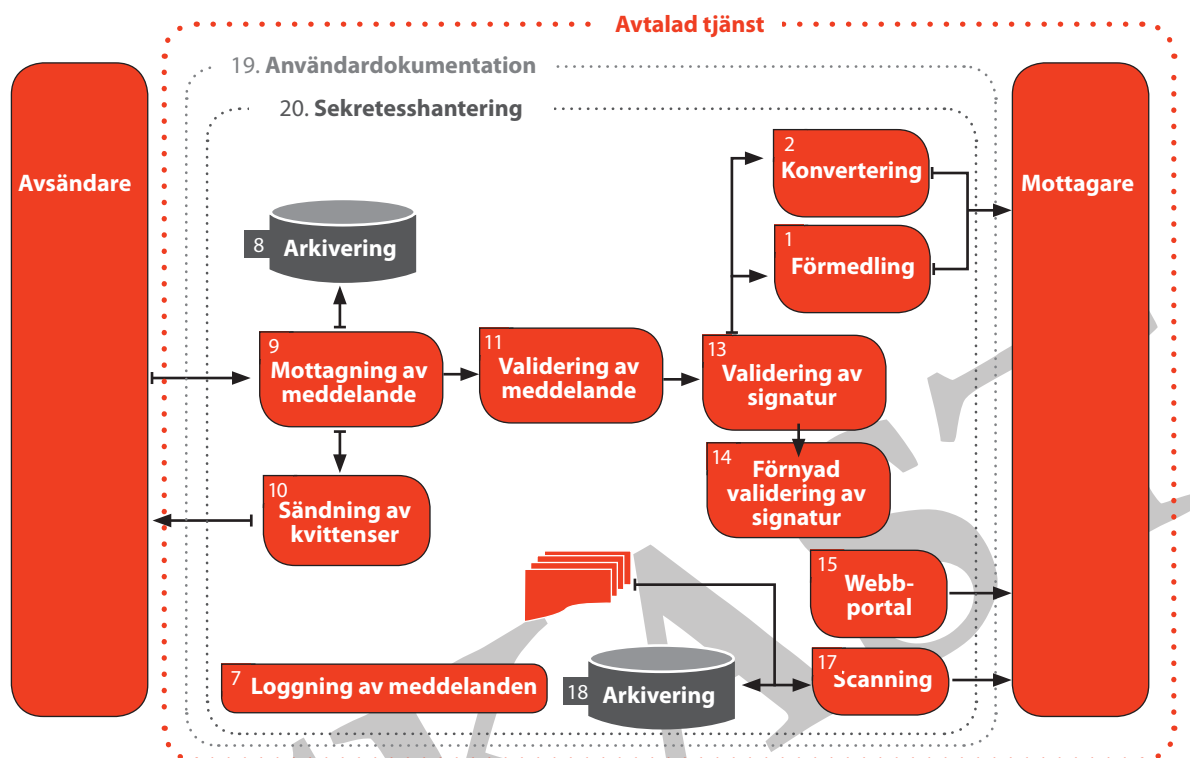 Avtalad tjänst
19. Användardokumentation
20. Sekretesshantering
Avsändare
Mottagare
2
Konvertering
1
Förmedling
8
Arkivering
9
Mottagning av
meddelande
11
Validering av
meddelande
13
Validering av
signatur
14
Förnyad
validering av
signatur
10
Sändning av
kvittenser
15
Webb-
portal
7
Loggning av meddelanden
18
Arkivering
17
Scanning